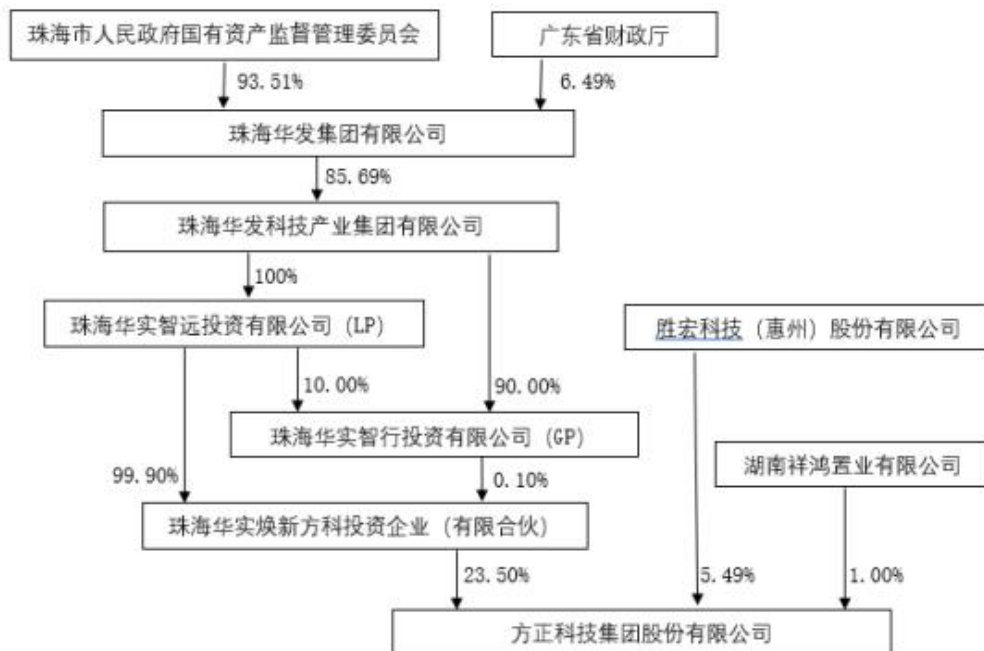 珠海市人民政府国有资产监督管理委员会
广东省财政厅
93.51%
6.49%
珠海华发集团有限公司
85.69%
珠海华发科技产业集团有限公司
100%
珠海华实智远投资有限公司（LP）
胜宏科技（惠州）股份有限公司
10.00%
90.00%
珠海华实智行投资有限公司（GP）
湖南祥鸿置业有限公司
99.90%
0.10%
珠海华实焕新方科投资企业（有限合伙）
23.50%
5.49%
1.00%
方正科技集团股份有限公司